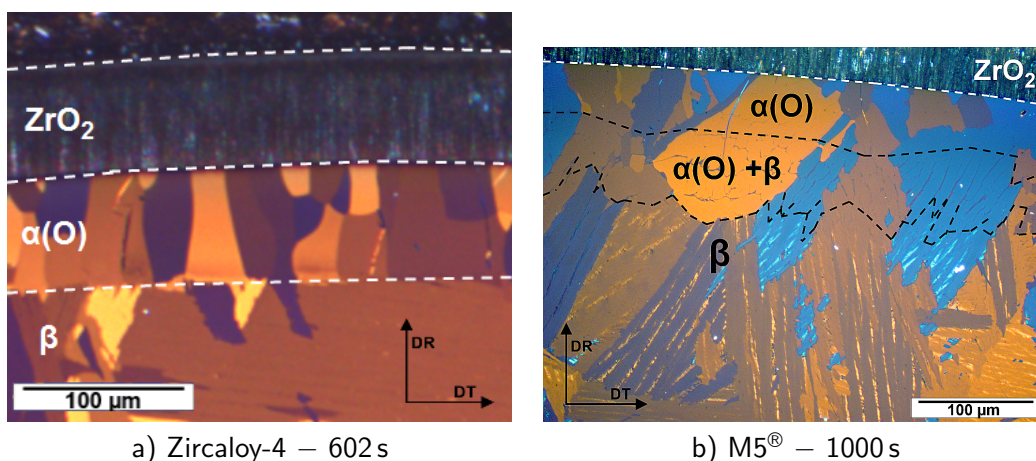 ZrO₂
α(O)
β
DR
DT
100 µm
a) Zircaloy-4 – 602 s
ZrO₂
α(O)
α(O) +β
β
DR
DT
100 µm
b) M5® – 1000 s